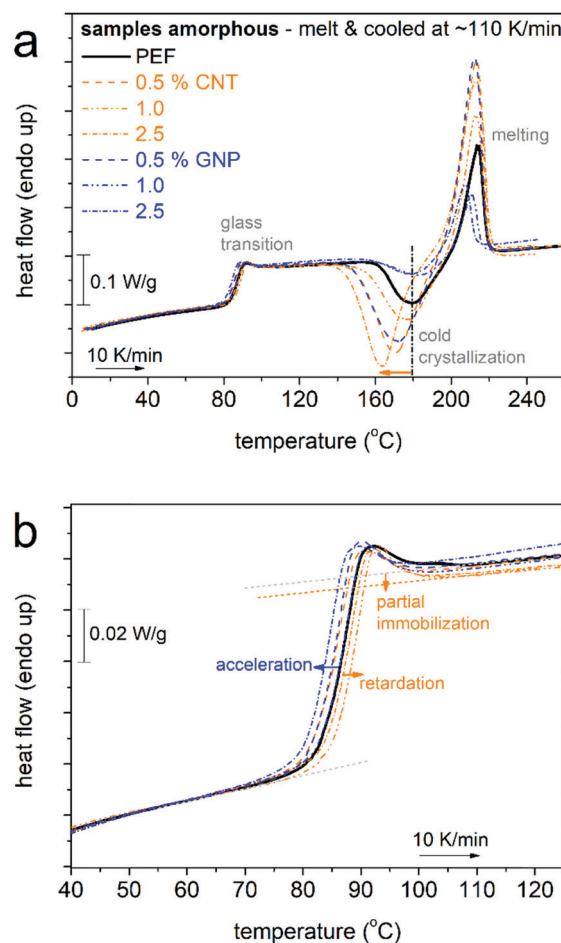 a
samples amorphous - melt & cooled at ~110 K/min
PEF
0.5 % CNT
1.0
2.5
0.5 % GNP
1.0
2.5
glass
transition
melting
cold
crystallization
0.1 W/g
10 K/min
heat flow (endo up)
0 40 80 120 160 200 240
temperature (°C)
b
0.02 W/g
acceleration
retardation
partial
immobilization
10 K/min
heat flow (endo up)
40 50 60 70 80 90 100 110 120
temperature (°C)